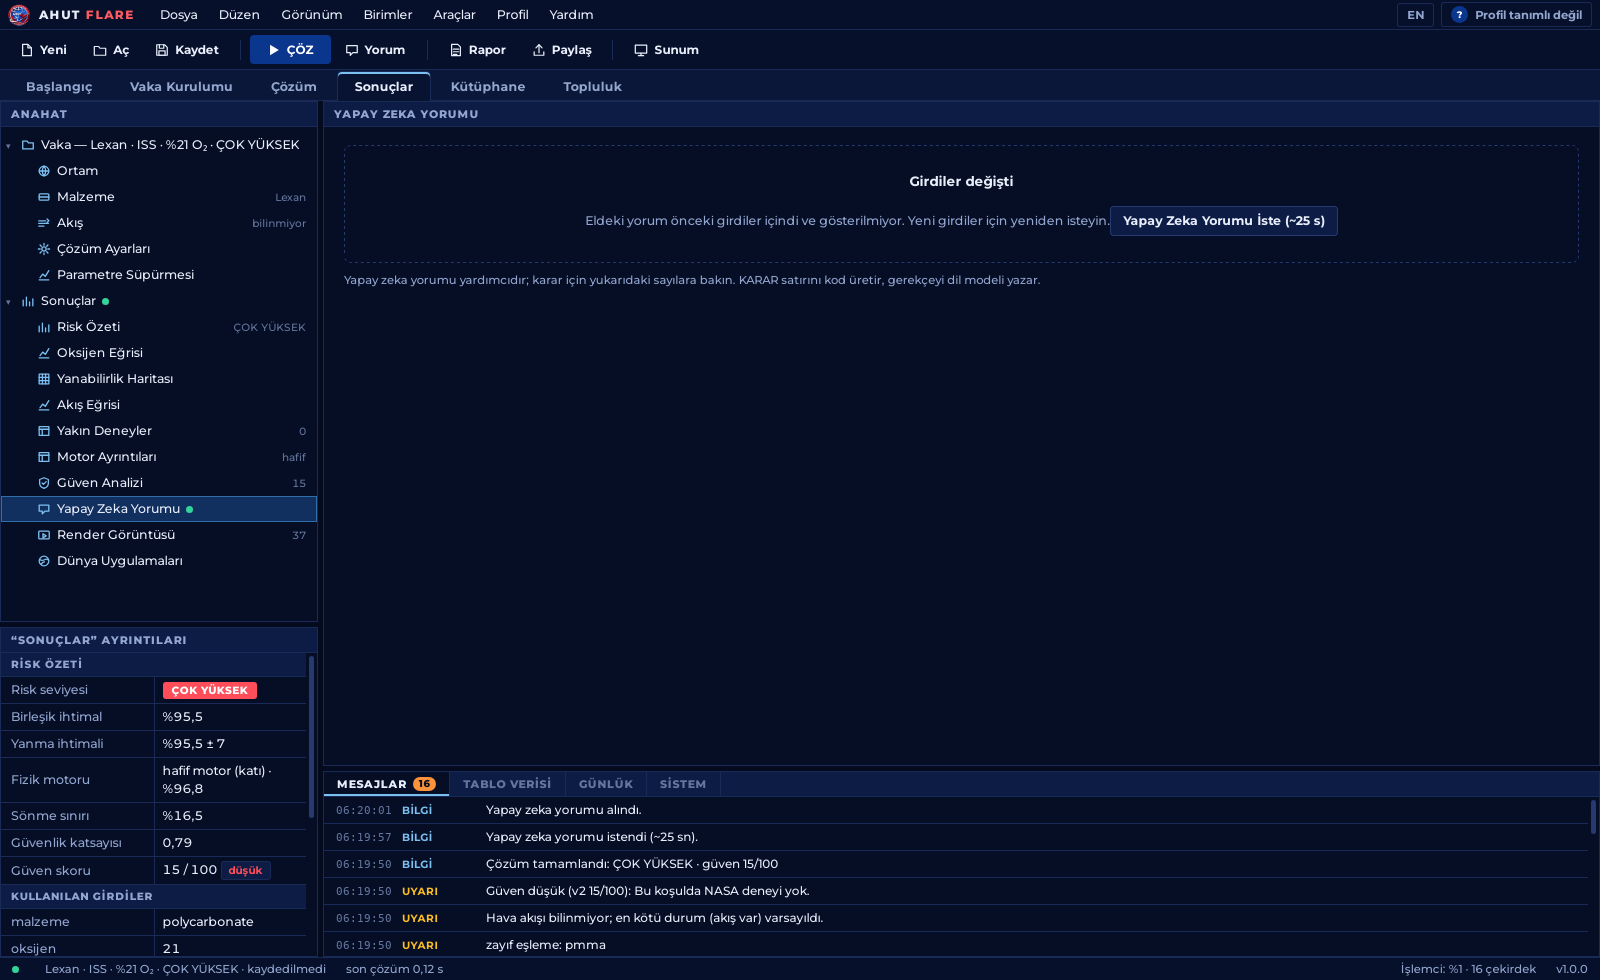 AHUT FLARE Dosya Düzen Görünüm Birimler Araçlar Profil Yardım EN ? Profil tanımlı değil
Yeni Aç Kaydet ÇÖZ Yorum Rapor Paylaş Sunum
Başlangıç Vaka Kurulumu Çözüm Sonuçlar Kütüphane Topluluk
ANAHAT
Vaka — Lexan · ISS · %21 O₂ · ÇOK YÜKSEK
Ortam
Malzeme Lexan
Akış bilinmiyor
Çözüm Ayarları
Parametre Süpürmesi
Sonuçlar
Risk Özeti ÇOK YÜKSEK
Oksijen Eğrisi
Yanabilirlik Haritası
Akış Eğrisi
Yakın Deneyler 0
Motor Ayrıntıları hafif
Güven Analizi 15
Yapay Zeka Yorumu
Render Görüntüsü 37
Dünya Uygulamaları
“SONUÇLAR” AYRINTILARI
RİSK ÖZETİ
Risk seviyesi ÇOK YÜKSEK
Birleşik ihtimal %95,5
Yanma ihtimali %95,5 ± 7
Fizik motoru hafif motor (katı) ·
%96,8
Sönme sınırı %16,5
Güvenlik katsayısı 0,79
Güven skoru 15 / 100 düşük
KULLANILAN GİRDİLER
malzeme polycarbonate
oksijen 21
YAPAY ZEKA YORUMU
Girdiler değişti
Eldeki yorum önceki girdiler içindi ve gösterilmiyor. Yeni girdiler için yeniden isteyin. Yapay Zeka Yorumu İste (~25 s)
Yapay zeka yorumu yardımcıdır; karar için yukarıdaki sayılara bakın. KARAR satırını kod üretir, gerekçeyi dil modeli yazar.
MESAJLAR 16 TABLO VERİSİ GÜNLÜK SİSTEM
06:20:01 BİLGİ Yapay zeka yorumu alındı.
06:19:57 BİLGİ Yapay zeka yorumu istendi (~25 sn).
06:19:50 BİLGİ Çözüm tamamlandı: ÇOK YÜKSEK · güven 15/100
06:19:50 UYARI Güven düşük (v2 15/100): Bu koşulda NASA deneyi yok.
06:19:50 UYARI Hava akışı bilinmiyor; en kötü durum (akış var) varsayıldı.
06:19:50 UYARI zayıf eşleme: pmma
Lexan · ISS · %21 O₂ · ÇOK YÜKSEK · kaydedilmedi son çözüm 0,12 s İşlemci: %1 · 16 çekirdek v1.0.0